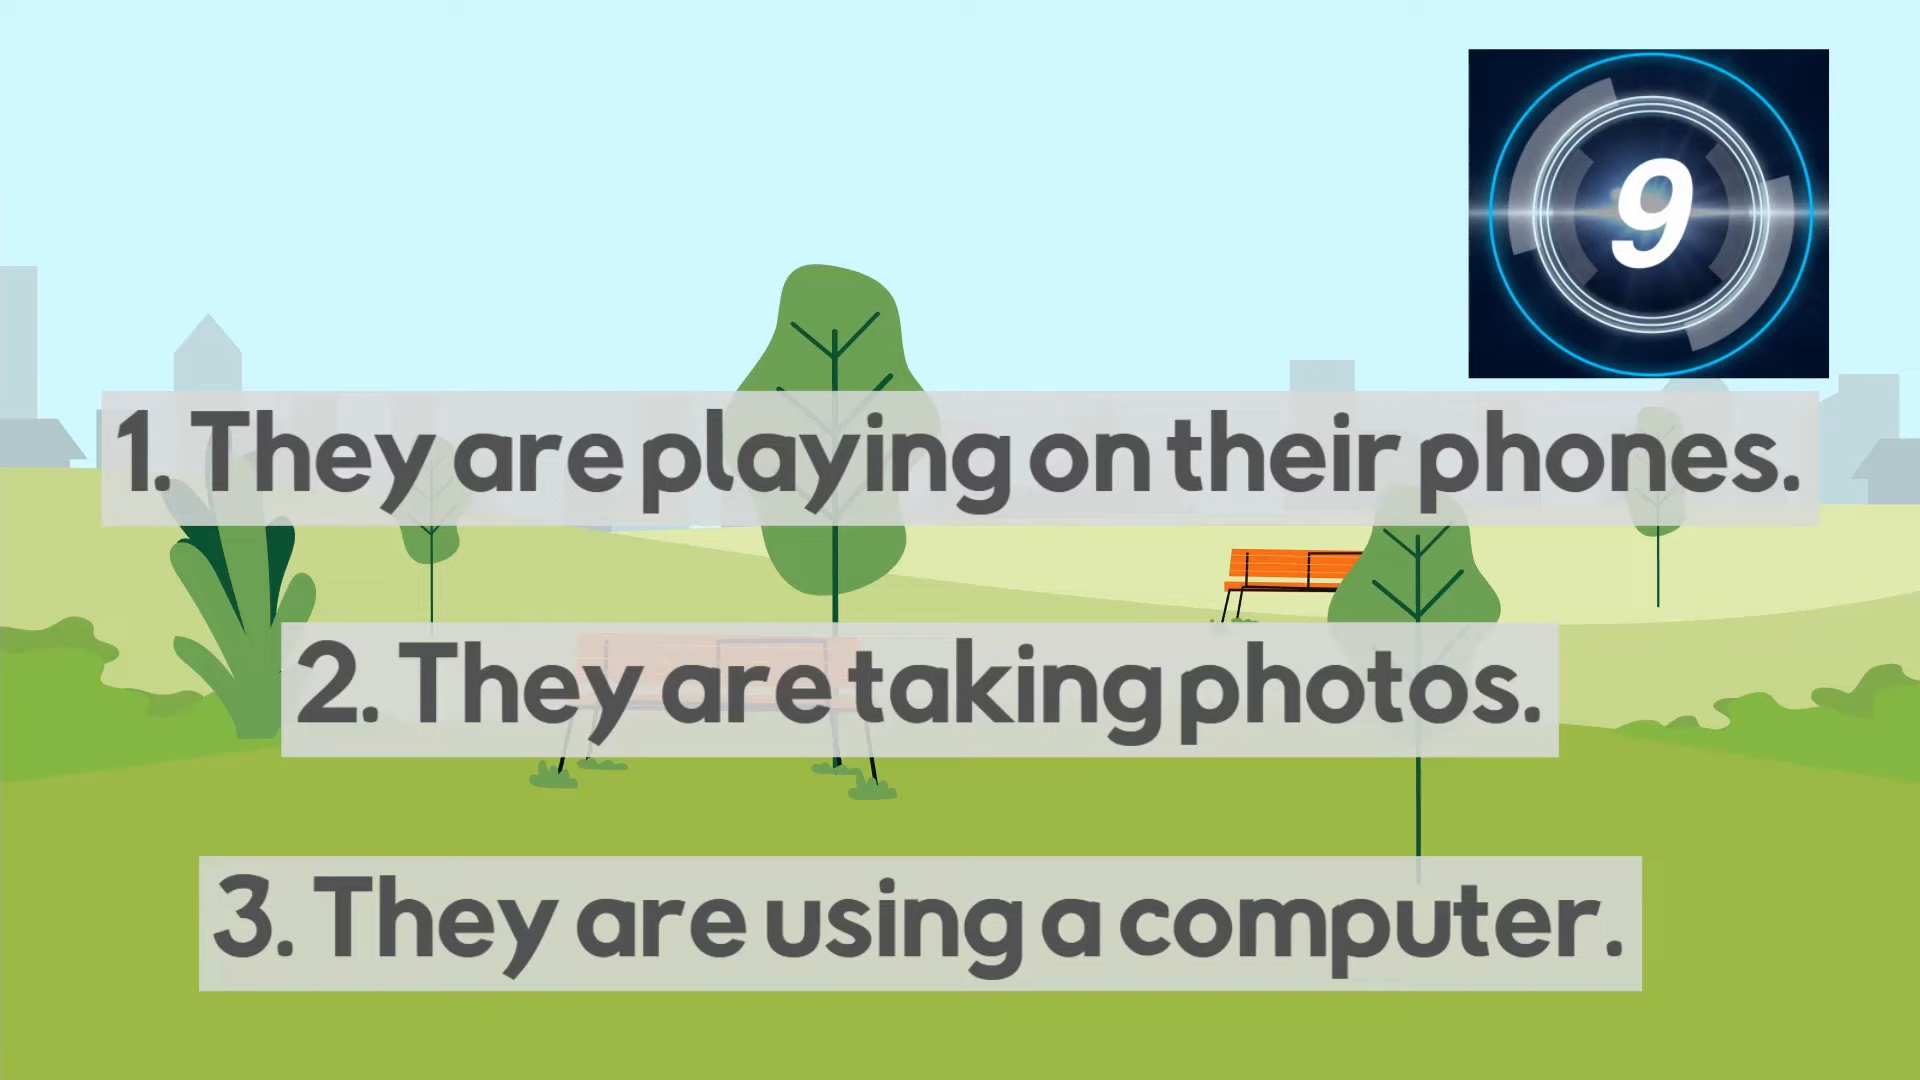 9
1. They are playing on their phones.
2. They are taking photos.
3. They are using a computer.